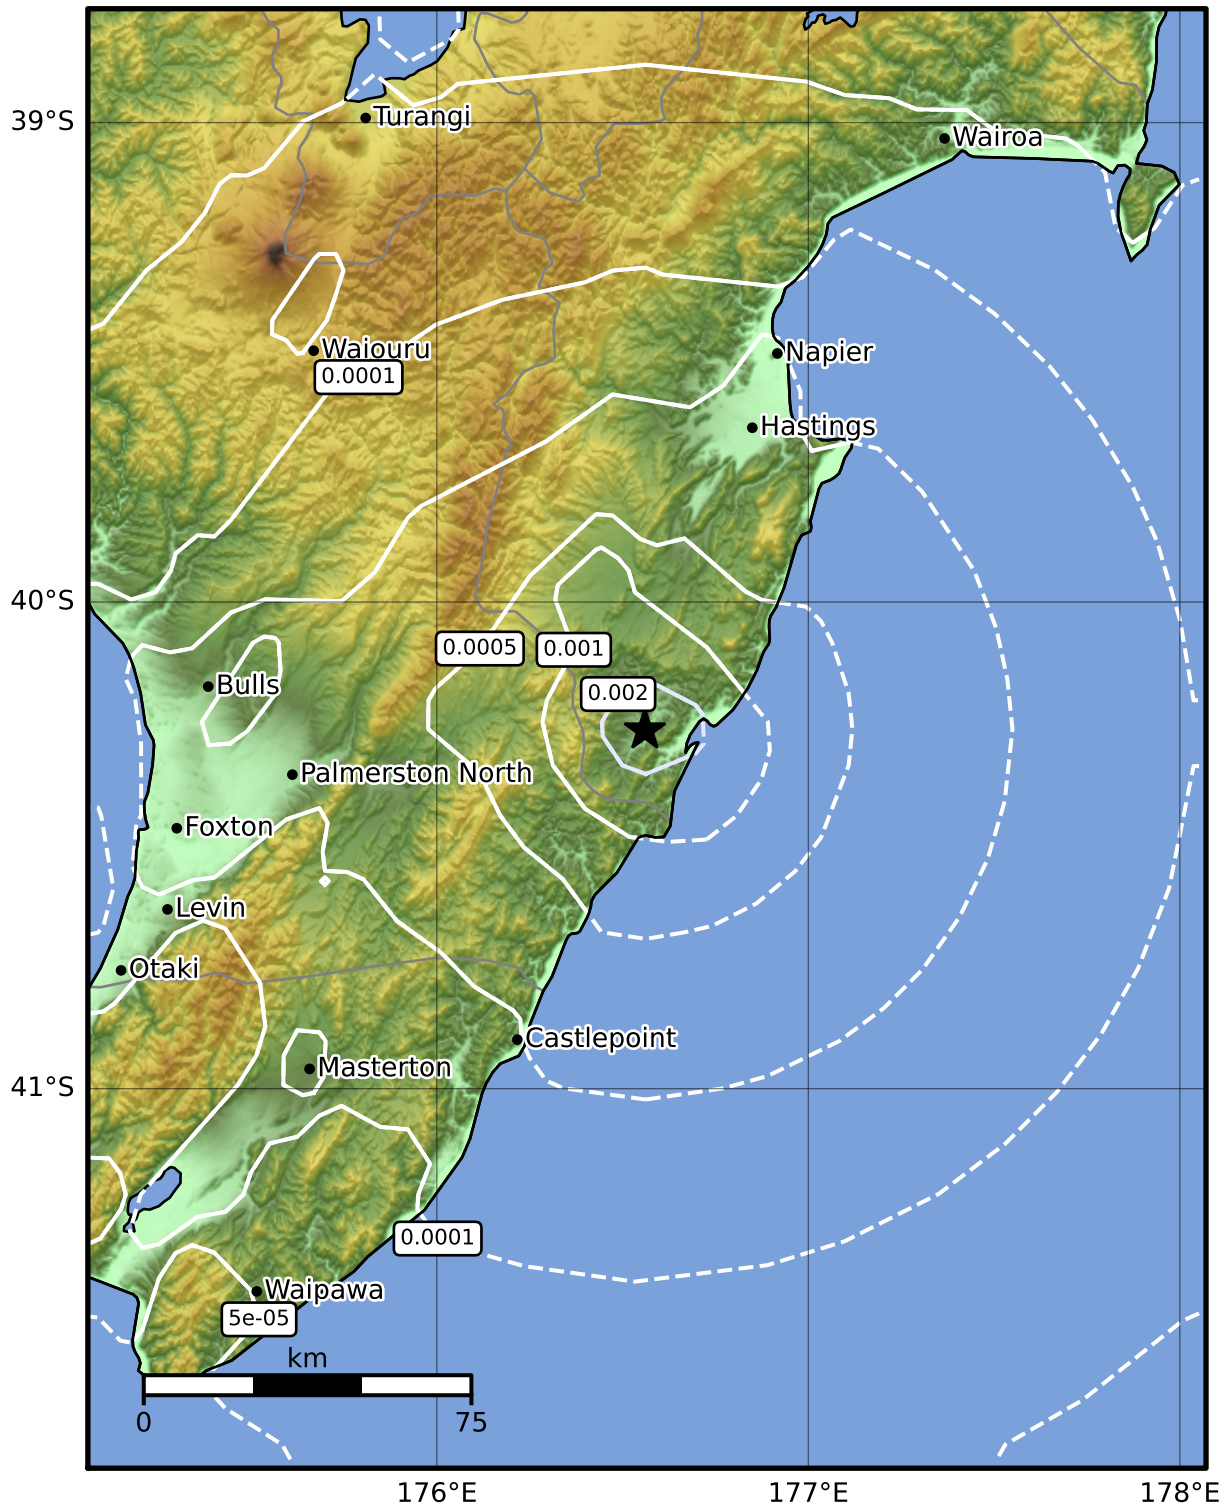 39°S
Turangi
Wairoa
Waiouru
0.0001
Napier
Hastings
40°S
0.0005
0.001
0.002
Bulls
Palmerston North
Foxton
Levin
Otaki
Castlepoint
Masterton
41°S
0.0001
Waipawa
5e-05
km
0
75
176°E
177°E
178°E